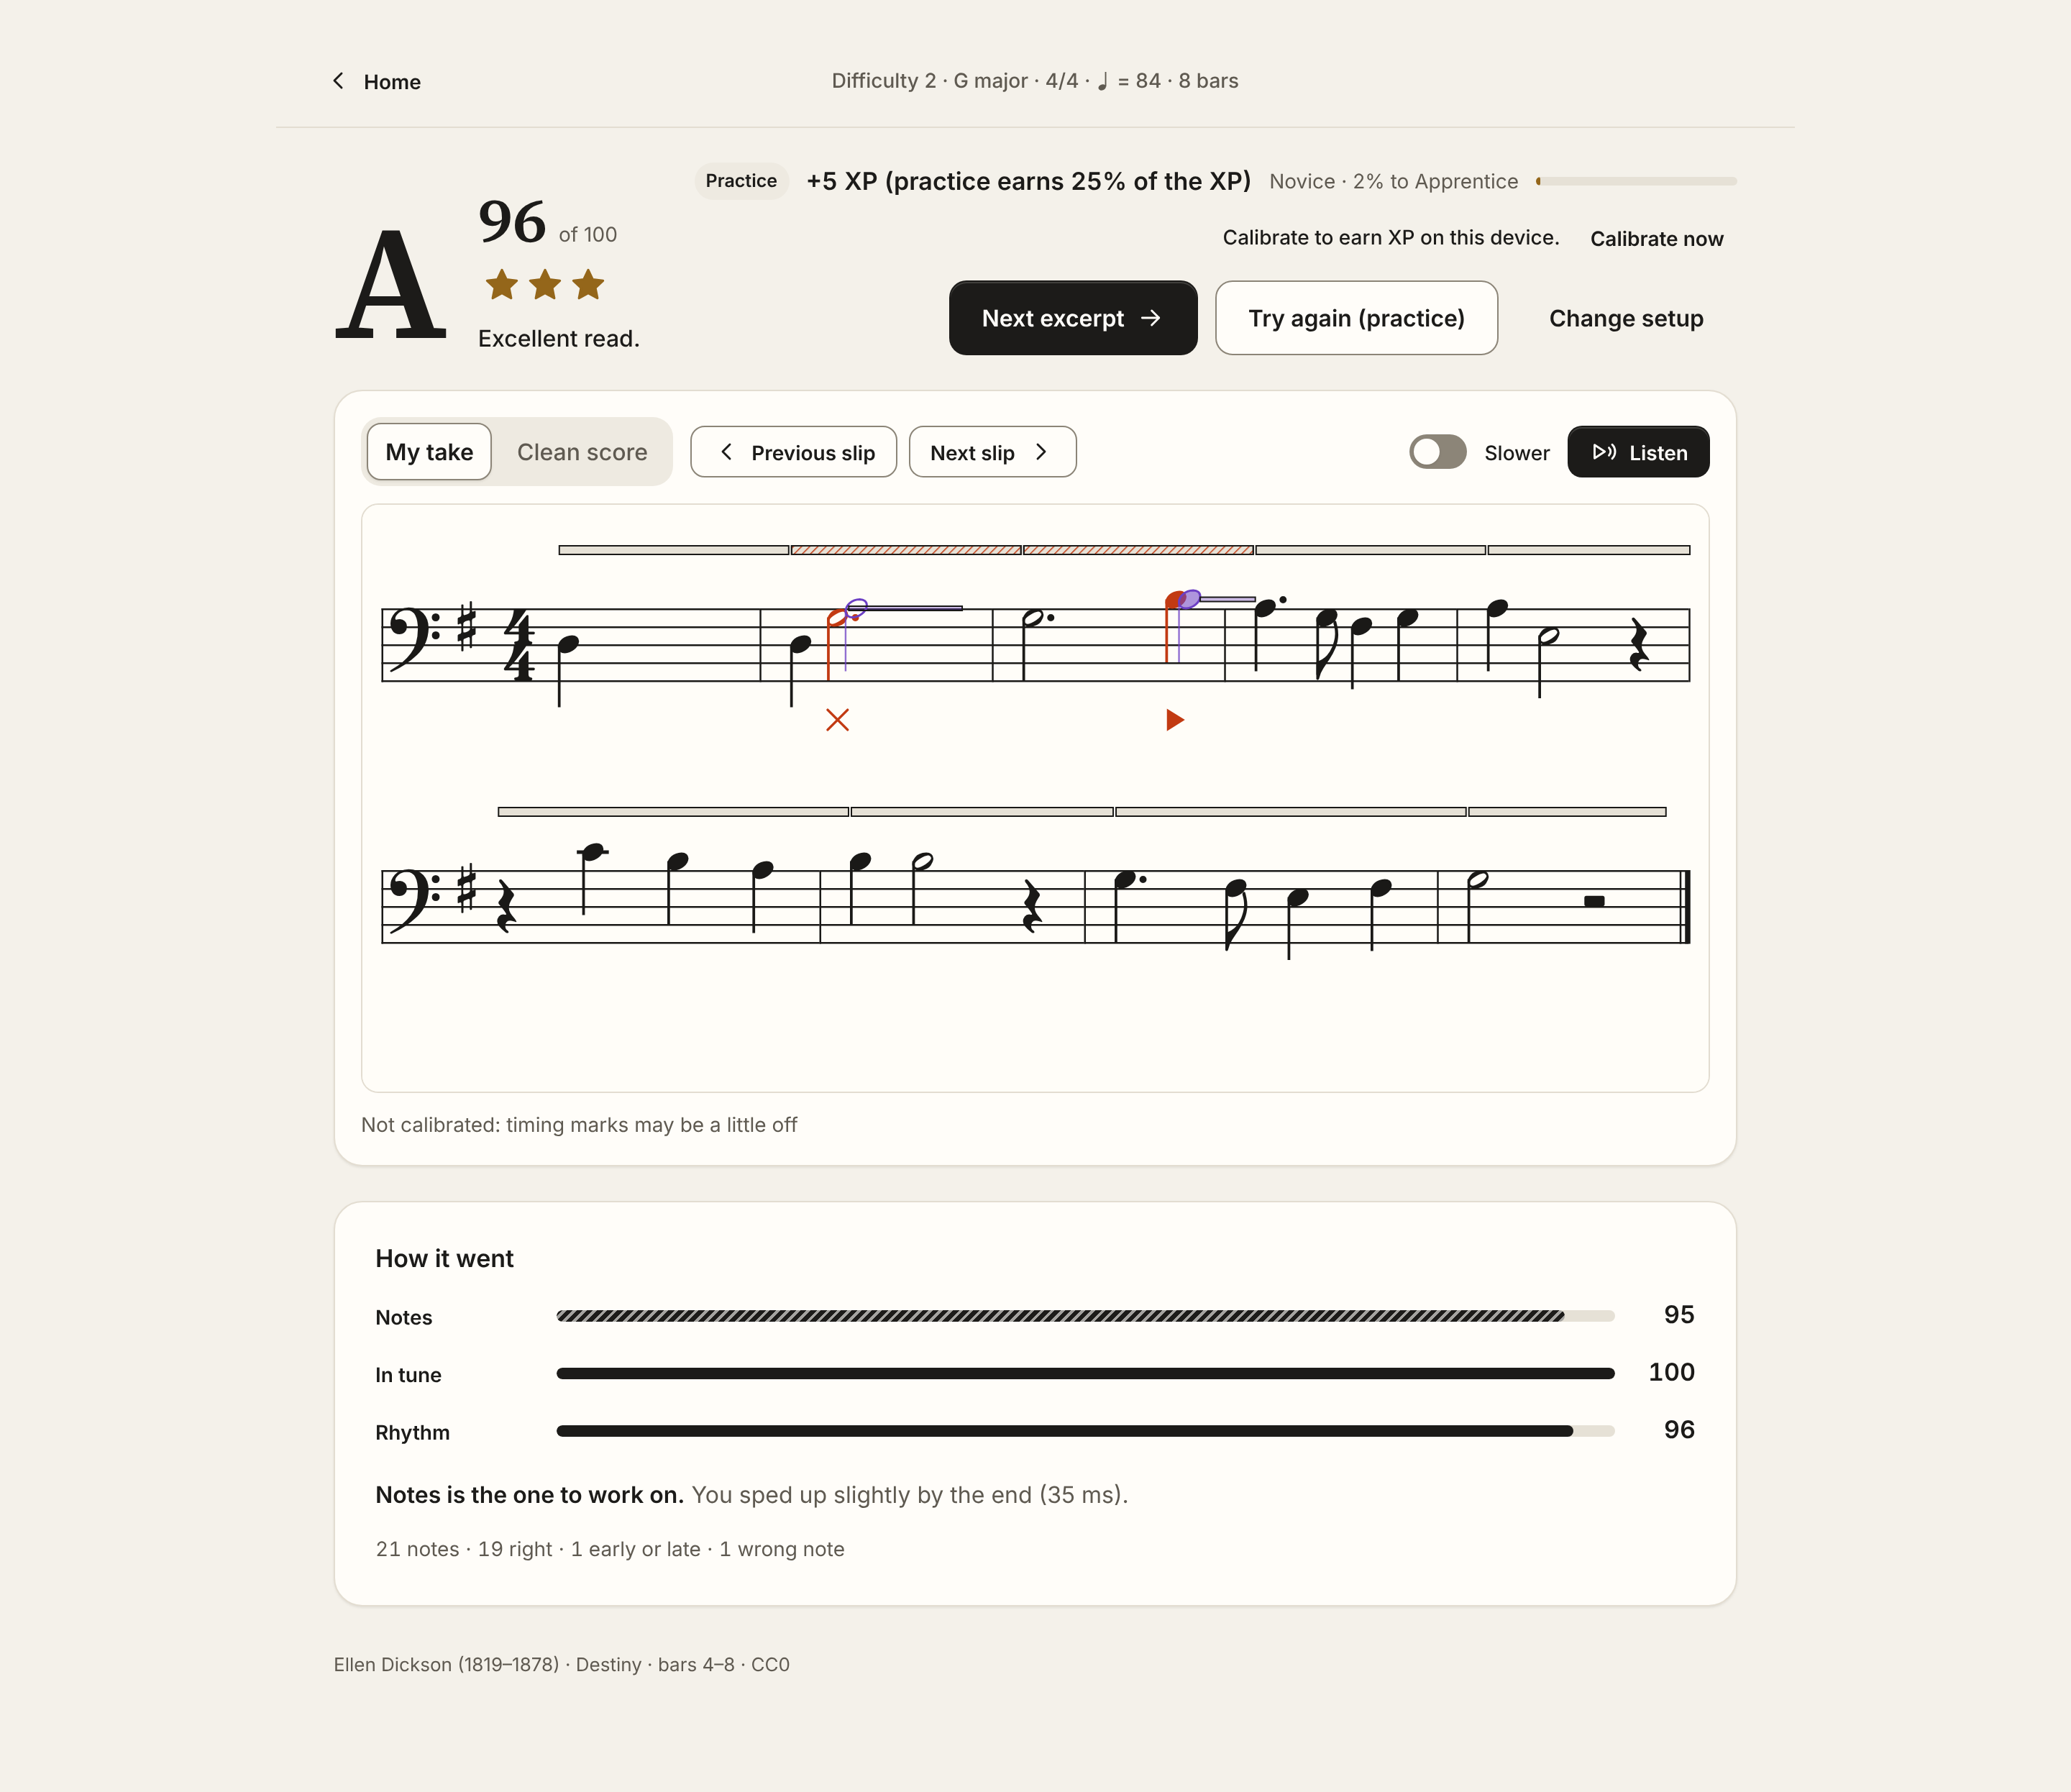 Home
Difficulty 2 · G major · 4/4 · ♩ = 84 · 8 bars
Practice +5 XP (practice earns 25% of the XP) Novice · 2% to Apprentice
A
96 of 100
Excellent read.
Calibrate to earn XP on this device. Calibrate now
Next excerpt → Try again (practice) Change setup
My take Clean score Previous slip Next slip Slower Listen
4
4
Not calibrated: timing marks may be a little off
How it went
Notes 95
In tune 100
Rhythm 96
Notes is the one to work on. You sped up slightly by the end (35 ms).
21 notes · 19 right · 1 early or late · 1 wrong note
Ellen Dickson (1819–1878) · Destiny · bars 4–8 · CC0